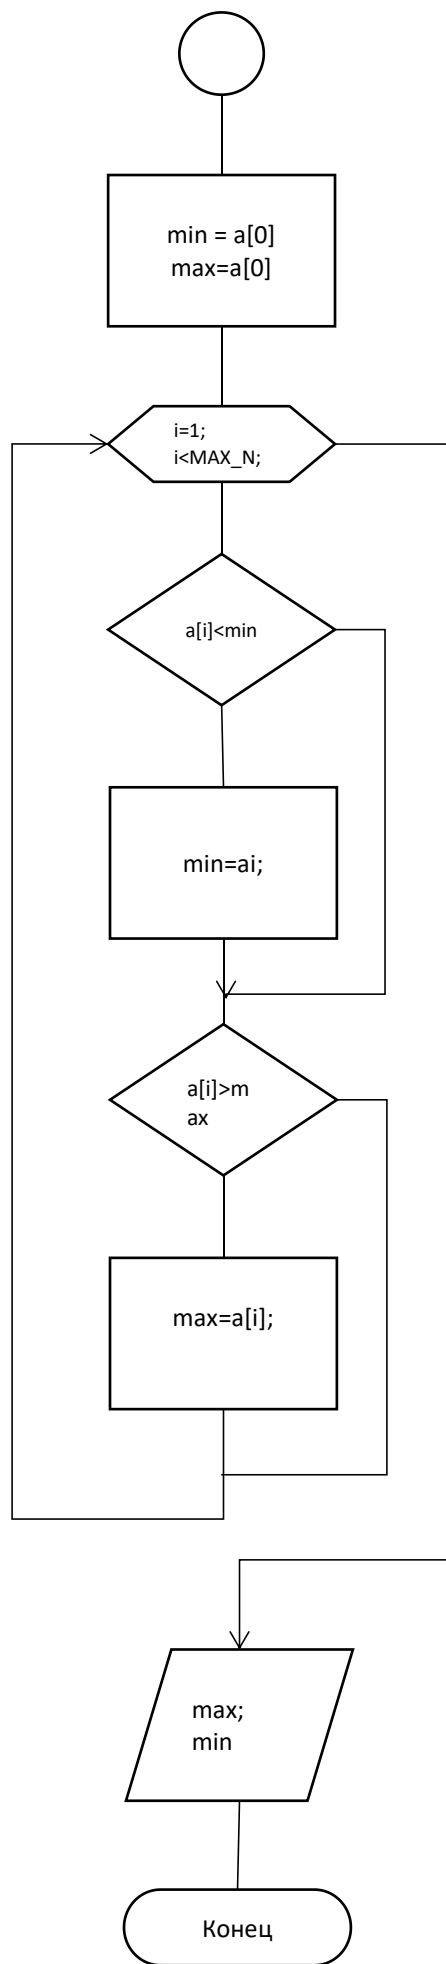 min = a[0]
max=a[0]
i=1;
i<MAX_N;
a[i]<min
min=ai;
a[i]>m
ax
max=a[i];
max;
min
Конец